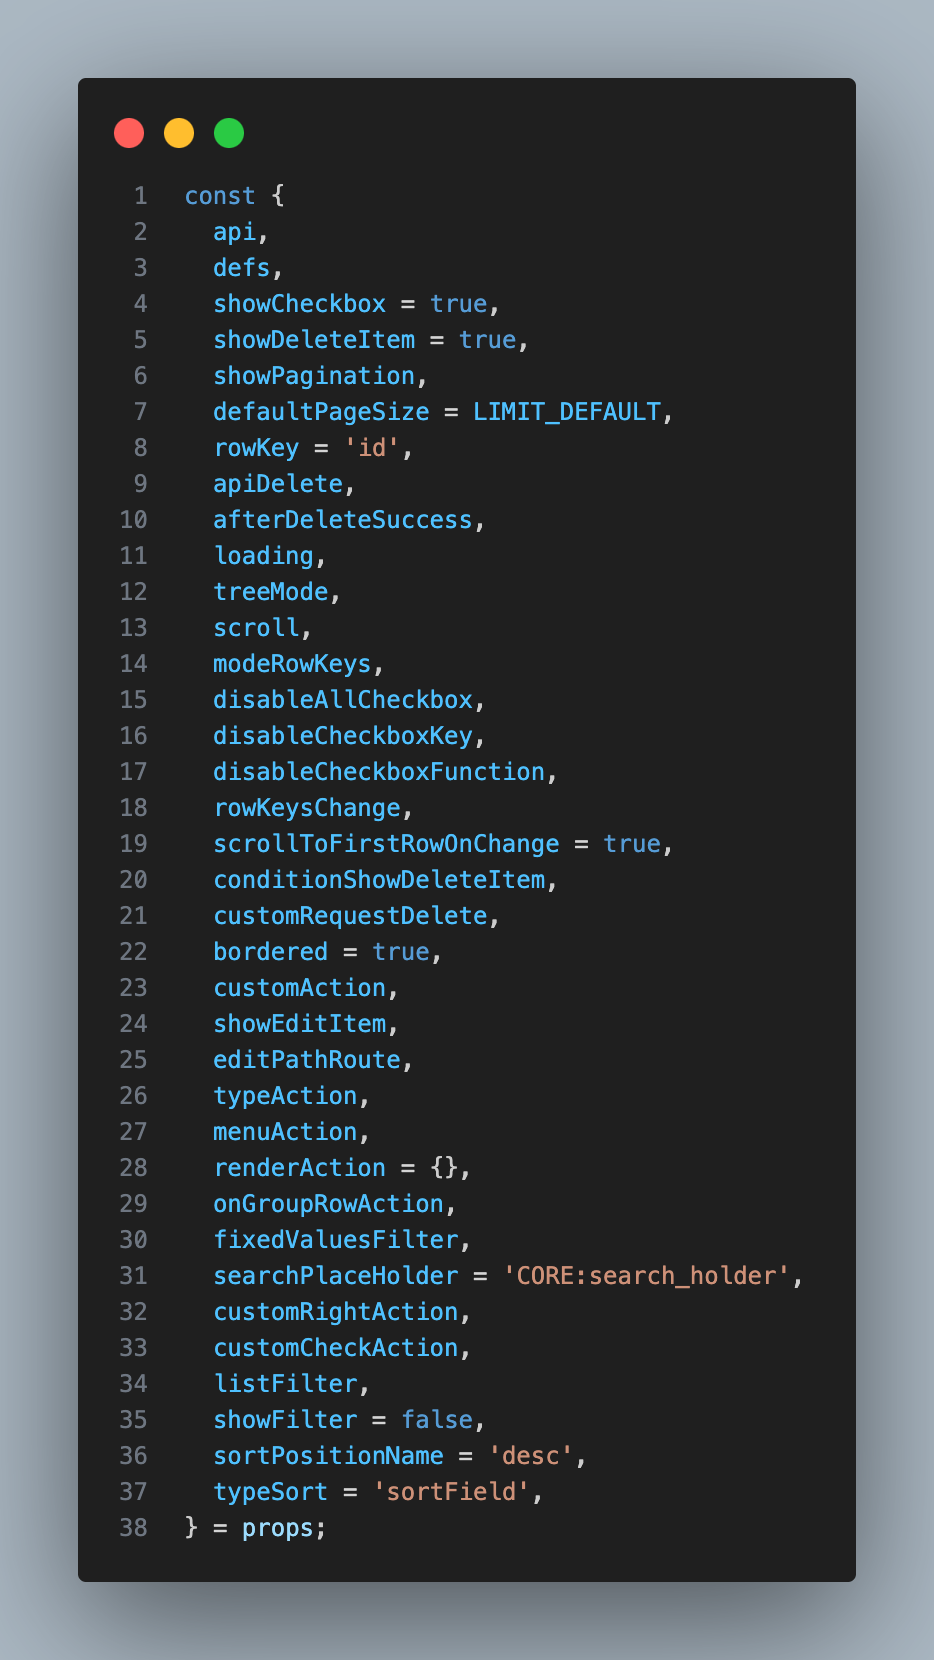 1 const {
2 api,
3 defs,
4 showCheckbox = true,
5 showDeleteItem = true,
6 showPagination,
7 defaultPageSize = LIMIT_DEFAULT,
8 rowKey = 'id',
9 apiDelete,
10 afterDeleteSuccess,
11 loading,
12 treeMode,
13 scroll,
14 modeRowKeys,
15 disableAllCheckbox,
16 disableCheckboxKey,
17 disableCheckboxFunction,
18 rowKeysChange,
19 scrollToFirstRowOnChange = true,
20 conditionShowDeleteItem,
21 customRequestDelete,
22 bordered = true,
23 customAction,
24 showEditItem,
25 editPathRoute,
26 typeAction,
27 menuAction,
28 renderAction = {},
29 onGroupRowAction,
30 fixedValuesFilter,
31 searchPlaceHolder = 'CORE:search_holder',
32 customRightAction,
33 customCheckAction,
34 listFilter,
35 showFilter = false,
36 sortPositionName = 'desc',
37 typeSort = 'sortField',
38 } = props;